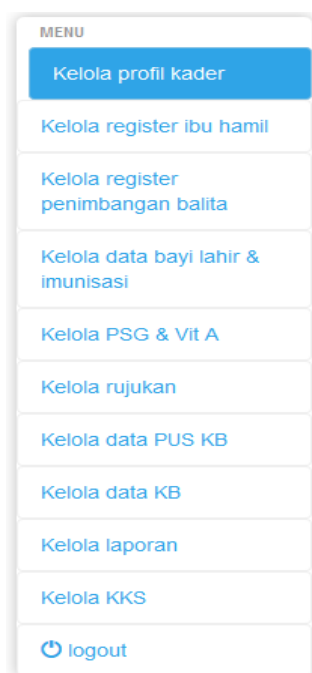 MENU
Kelola profil kader
Kelola register ibu hamil
Kelola register
penimbangan balita
Kelola data bayi lahir &
imunisasi
Kelola PSG & Vit A
Kelola rujukan
Kelola data PUS KB
Kelola data KB
Kelola laporan
Kelola KKS
logout